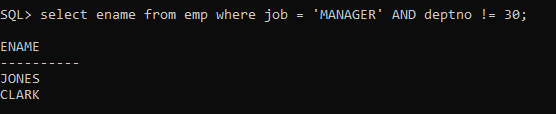 SQL> select ename from emp where job = 'MANAGER' AND deptno != 30;
ENAME
----------
JONES
CLARK